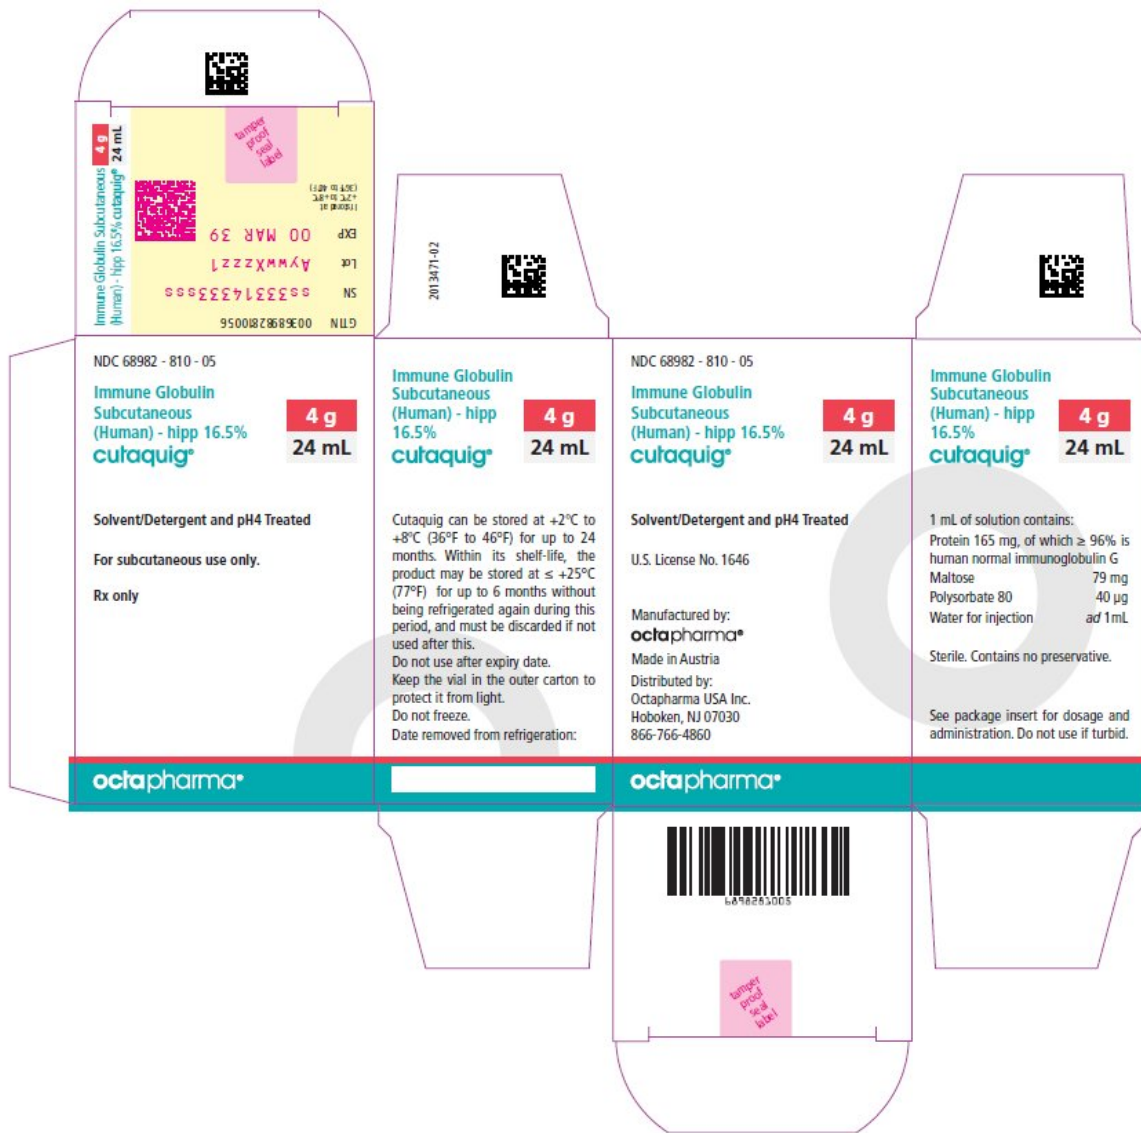 Immune Globulin Subcutaneous
(Human) - hipp 16.5% cutaquig®
4 g
24 mL
GTIN 00368982810056
SN
Lot AywwXzzz1
EXP 00 MAR 39
If stored at
+2°C to +8°C
(36°F to 46°F)
tamper
proof
seal
label
2013471-02
NDC 68982 - 810 - 05
Immune Globulin
Subcutaneous
(Human) - hipp 16.5%
cutaquig®
4 g
24 mL
Solvent/Detergent and pH4 Treated
For subcutaneous use only.
Rx only
octapharma®
Immune Globulin
Subcutaneous
(Human) - hipp
16.5%
cutaquig®
4 g
24 mL
Cutaquig can be stored at +2°C to
+8°C (36°F to 46°F) for up to 24
months. Within its shelf-life, the
product may be stored at ≤ +25°C
(77°F) for up to 6 months without
being refrigerated again during this
period, and must be discarded if not
used after this.
Do not use after expiry date.
Keep the vial in the outer carton to
protect it from light.
Do not freeze.
Date removed from refrigeration:
NDC 68982 - 810 - 05
Immune Globulin
Subcutaneous
(Human) - hipp 16.5%
cutaquig®
4 g
24 mL
Solvent/Detergent and pH4 Treated
U.S. License No. 1646
Manufactured by:
octapharma®
Made in Austria
Distributed by:
Octapharma USA Inc.
Hoboken, NJ 07030
866-766-4860
octapharma®
Immune Globulin
Subcutaneous
(Human) - hipp
16.5%
cutaquig®
4 g
24 mL
1 mL of solution contains:
Protein 165 mg, of which ≥ 96% is
human normal immunoglobulin G
Maltose 79 mg
Polysorbate 80 40 µg
Water for injection ad 1mL
Sterile. Contains no preservative.
See package insert for dosage and
administration. Do not use if turbid.
6898281005
tamper
proof
seal
label